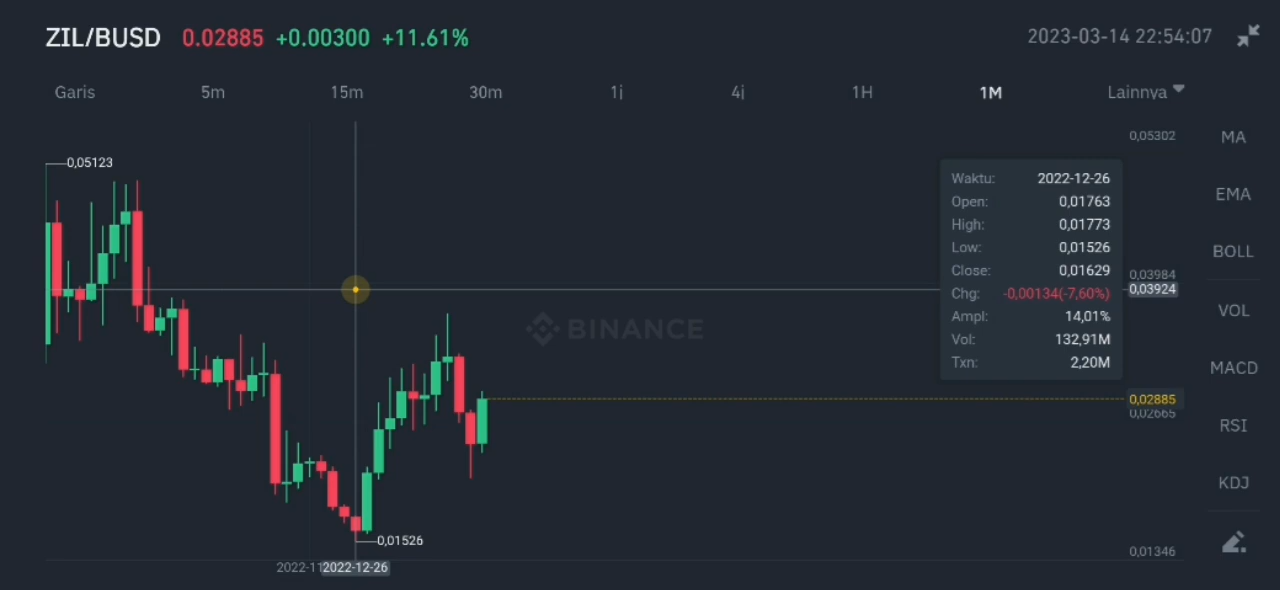 ZIL/BUSD 0.02885 +0.00300 +11.61% 2023-03-14 22:54:07
Garis 5m 15m 30m 1j 4j 1H 1M Lainnya
0,05302
MA
0,05123
Waktu: 2022-12-26
Open: 0,01763
EMA
High: 0,01773
Low: 0,01526
BOLL
Close: 0,01629
0,03984
Chg: -0,00134(-7,60%)
0,03924
Ampl: 14,01%
VOL
BINANCE
Vol: 132,91M
Txn: 2,20M
MACD
0,02885
0,02665
RSI
KDJ
0,01526
0,01346
2022-11
2022-12-26